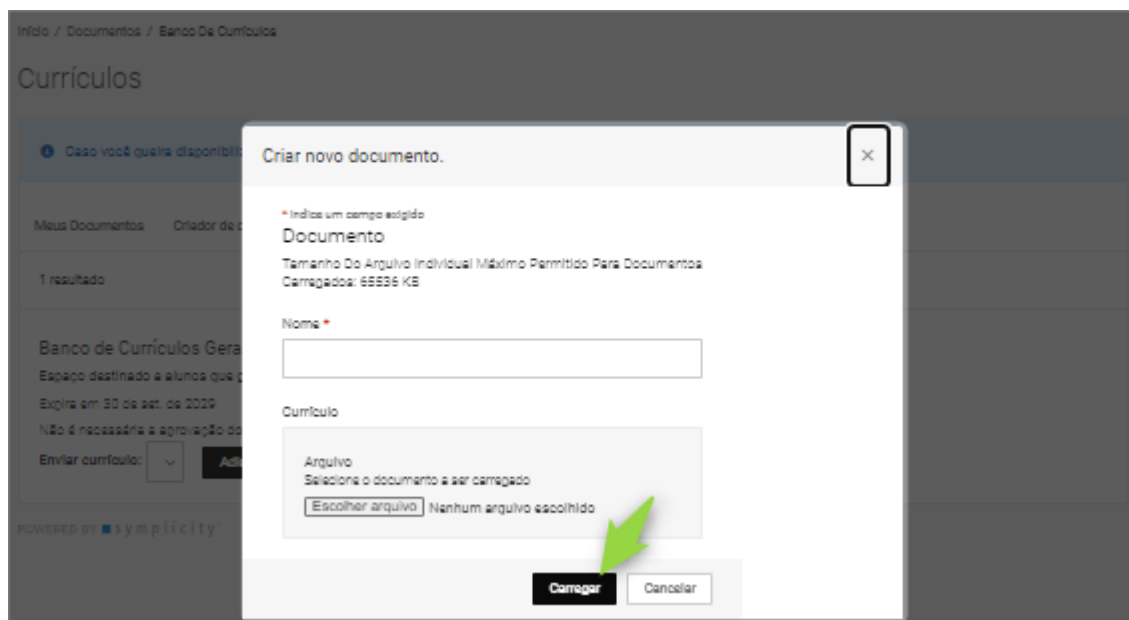 Início / Documentos / Banco De Currículos
Currículos
Caso você queira disponibili
Criar novo documento.
×
Meus Documentos Criador de c
* Indica um campo exigido
Documento
Tamanho Do Arquivo Individual Máximo Permitido Para Documentos
Carregados: 65536 KB
1 resultado
Nome *
Banco de Currículos Gera
Espaço destinado a alunos que
Expira em 30 de set. de 2029
Não é necessária a aprovação do
Enviar currículo:
Adi
Currículo
Arquivo
Selecione o documento a ser carregado
Escolher arquivo Nenhum arquivo escolhido
POWERED BY symplicity
Carregar Cancelar